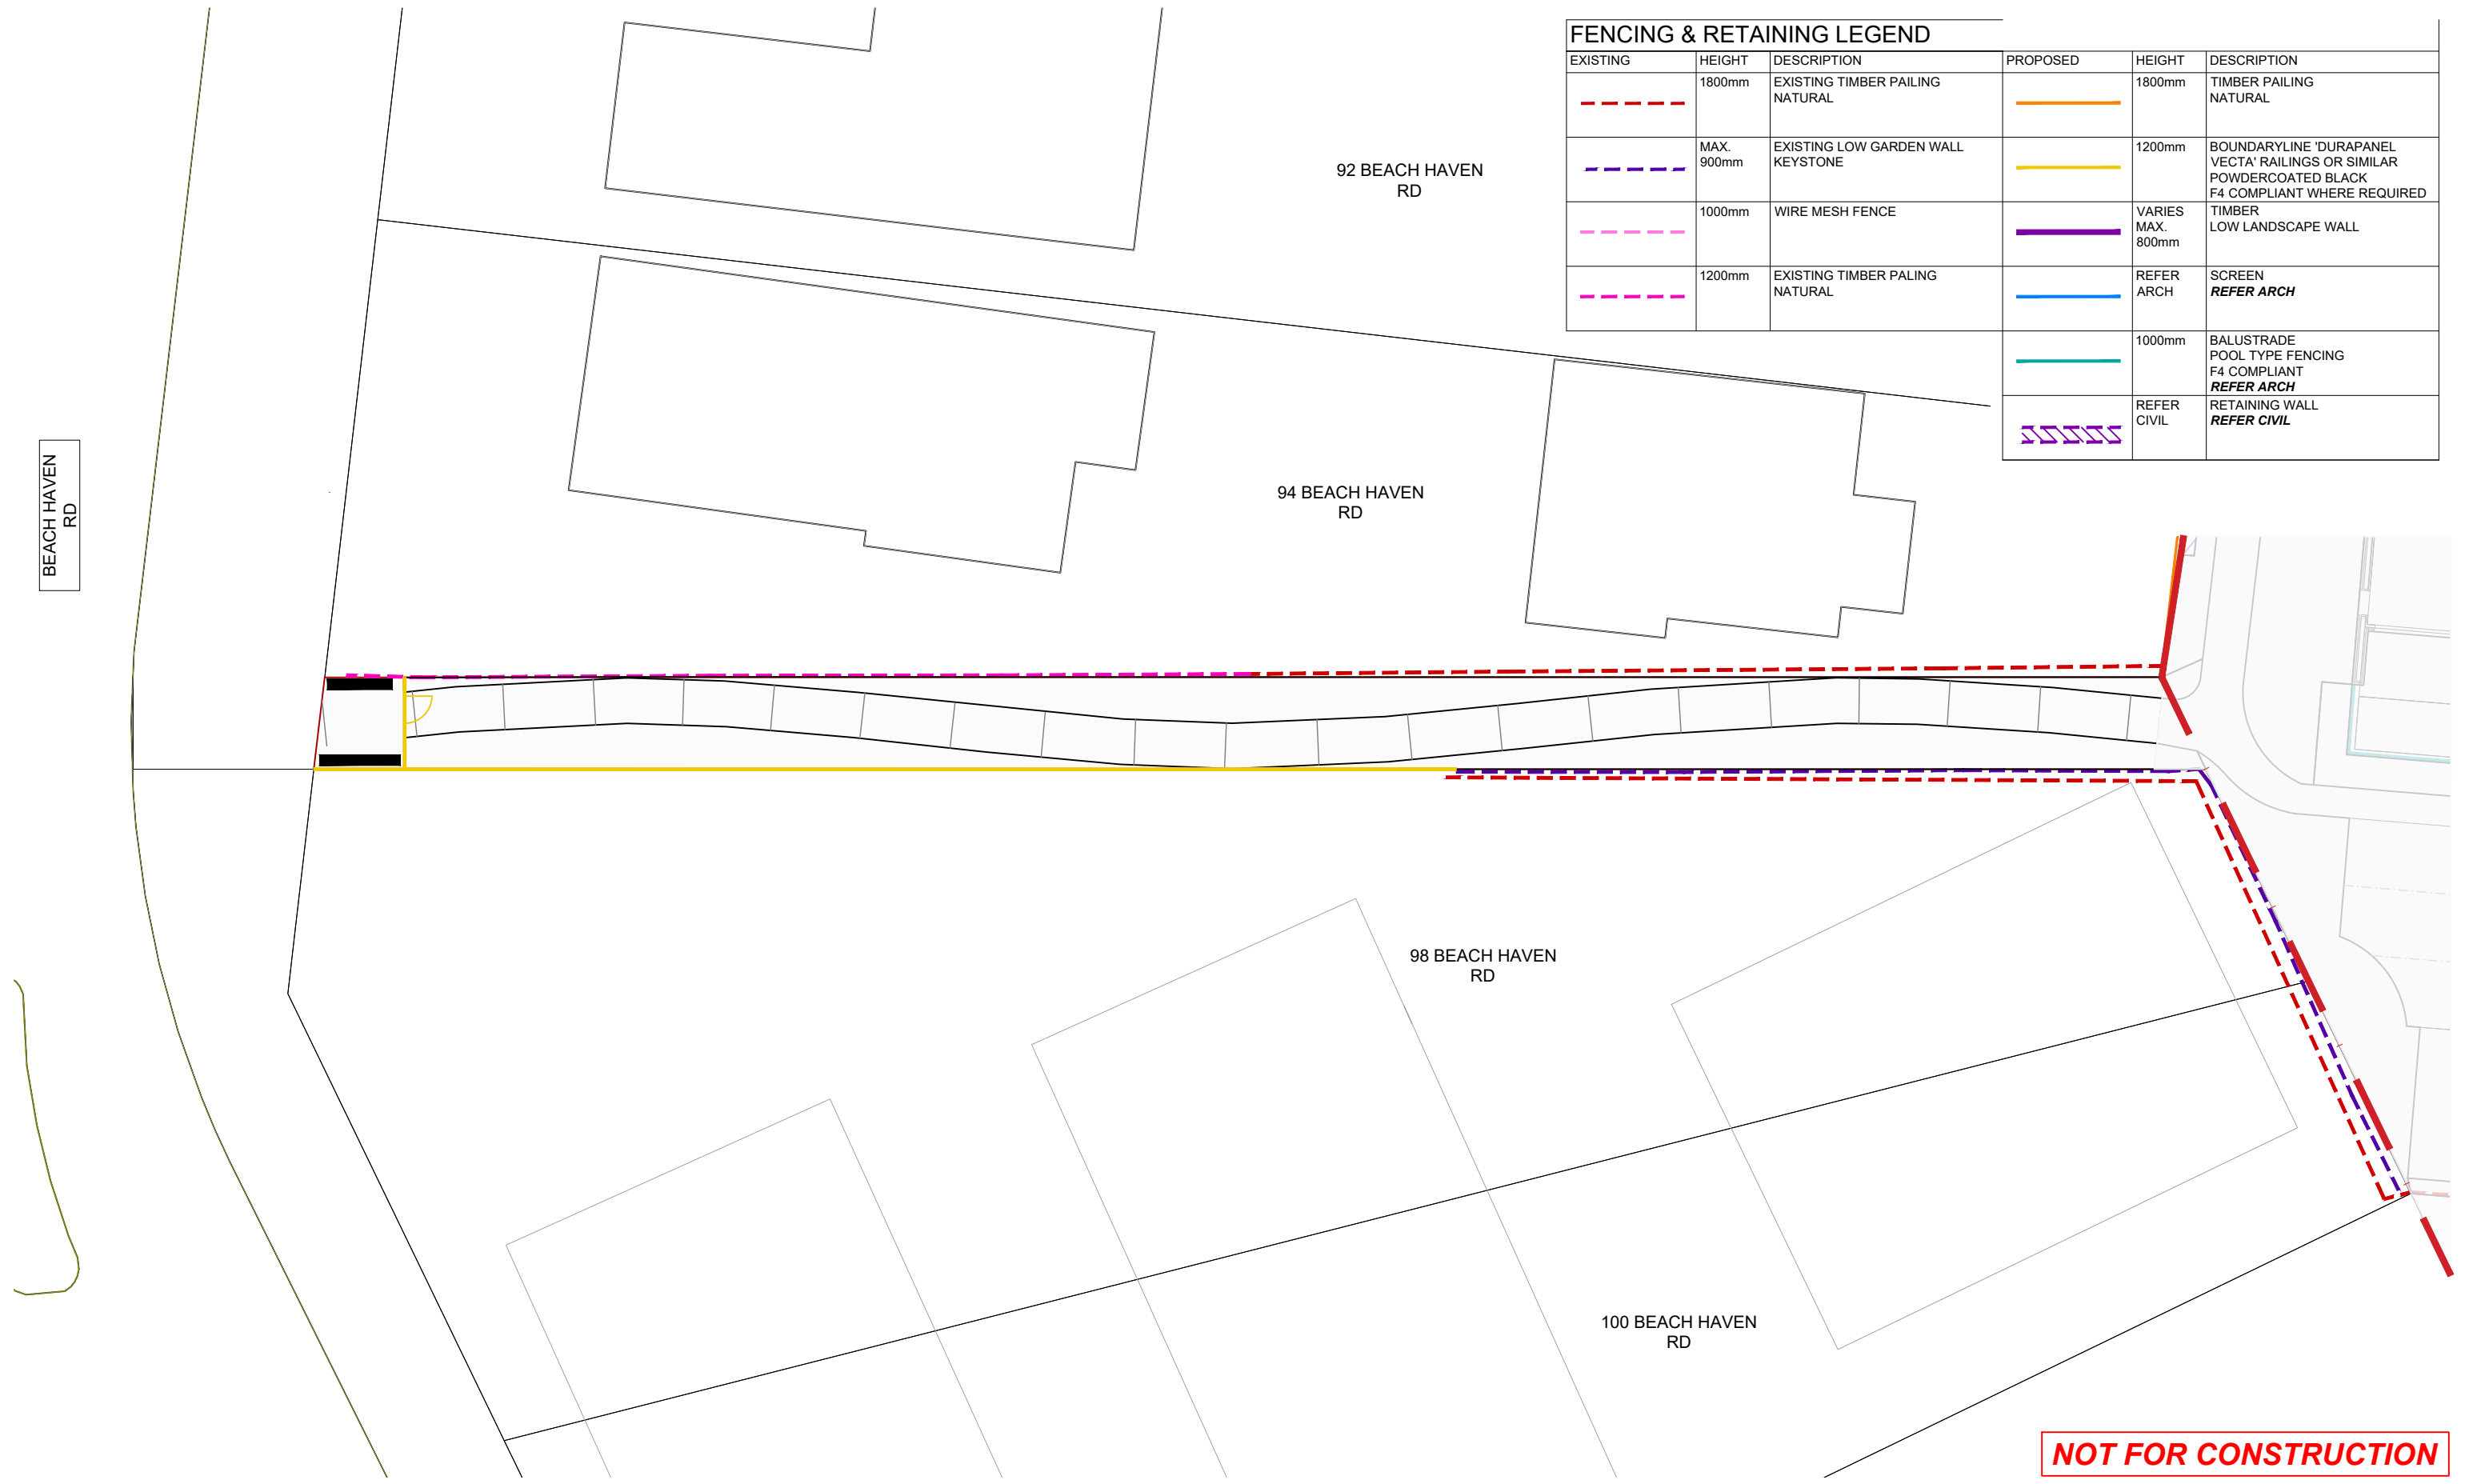 FENCING & RETAINING LEGEND
EXISTING HEIGHT DESCRIPTION PROPOSED HEIGHT DESCRIPTION
1800mm EXISTING TIMBER PAILING 1800mm TIMBER PAILING
NATURAL NATURAL
MAX. EXISTING LOW GARDEN WALL 1200mm BOUNDARYLINE 'DURAPANEL
900mm KEYSTONE VECTA' RAILINGS OR SIMILAR
POWDERCOATED BLACK
F4 COMPLIANT WHERE REQUIRED
1000mm WIRE MESH FENCE VARIES TIMBER
MAX. LOW LANDSCAPE WALL
800mm
1200mm EXISTING TIMBER PALING REFER SCREEN
NATURAL ARCH REFER ARCH
1000mm BALUSTRADE
POOL TYPE FENCING
F4 COMPLIANT
REFER ARCH
REFER RETAINING WALL
CIVIL REFER CIVIL
92 BEACH HAVEN
RD
94 BEACH HAVEN
RD
BEACH HAVEN
RD
98 BEACH HAVEN
RD
100 BEACH HAVEN
RD
NOT FOR CONSTRUCTION